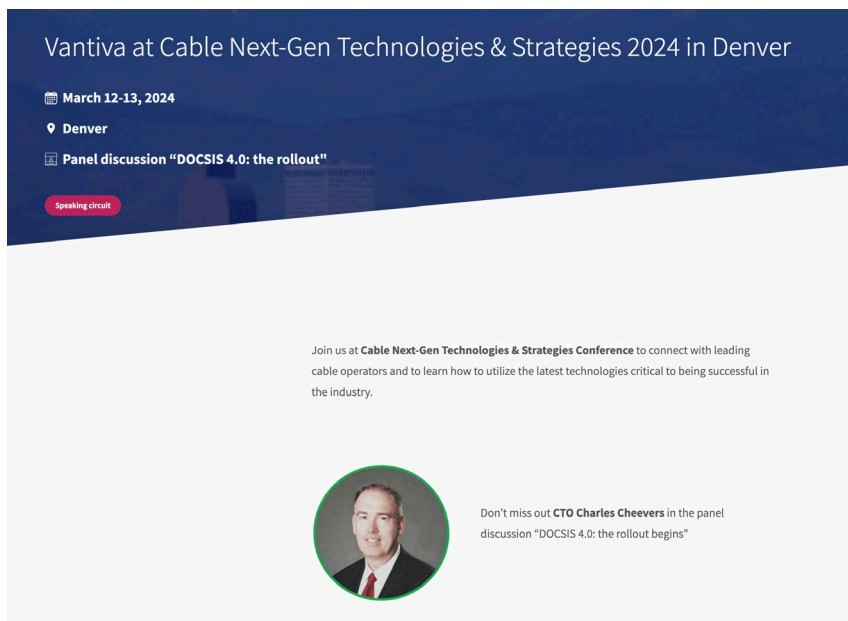 Vantiva at Cable Next-Gen Technologies & Strategies 2024 in Denver
March 12-13, 2024
Denver
Panel discussion “DOCSIS 4.0: the rollout"
Speaking circuit
Join us at Cable Next-Gen Technologies & Strategies Conference to connect with leading
cable operators and to learn how to utilize the latest technologies critical to being successful in
the industry.
Don't miss out CTO Charles Cheevers in the panel
discussion “DOCSIS 4.0: the rollout begins”